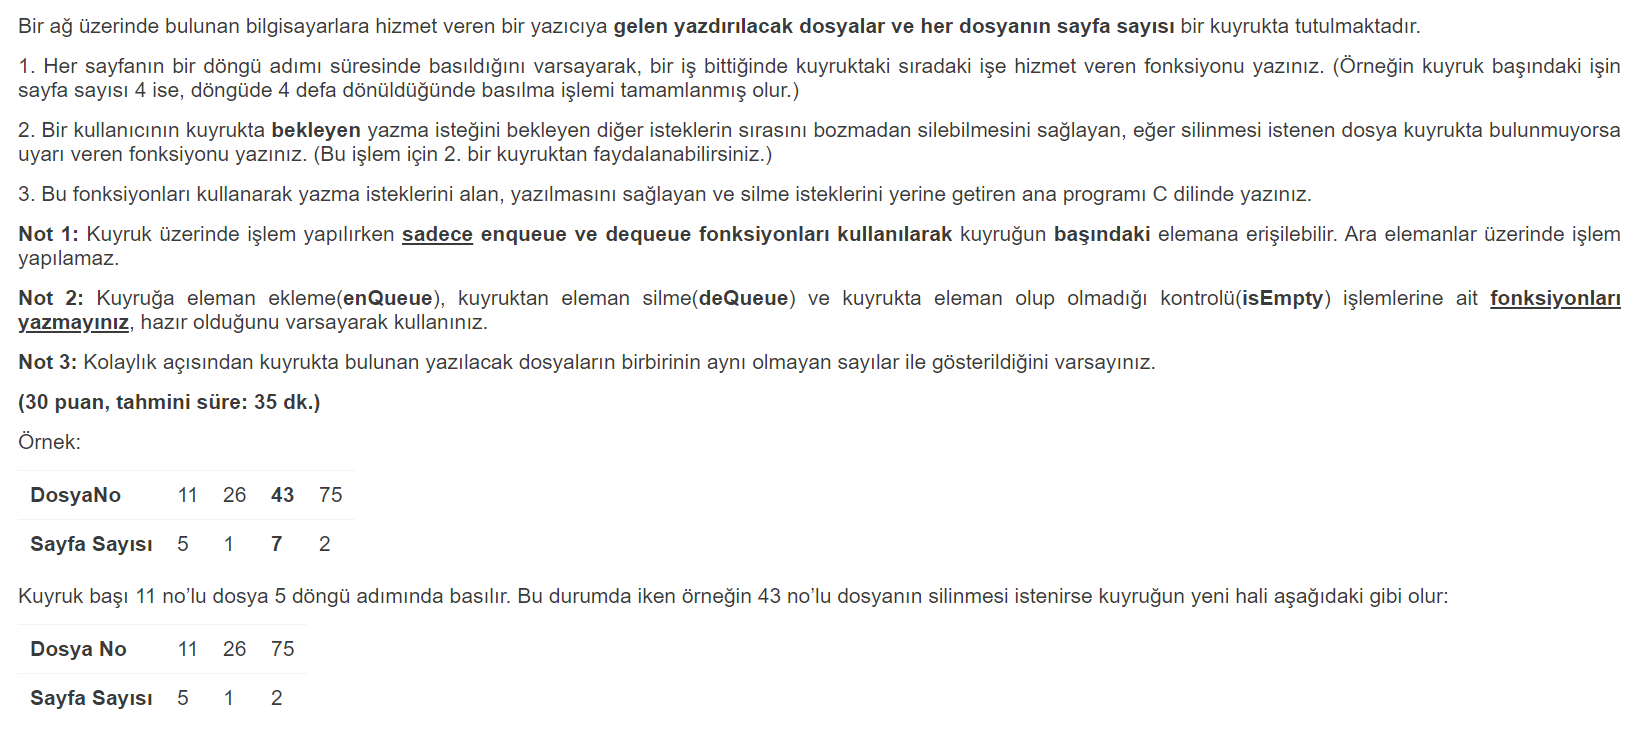 Bir ağ üzerinde bulunan bilgisayarlara hizmet veren bir yazıcıya gelen yazdırılacak dosyalar ve her dosyanın sayfa sayısı bir kuyrukta tutulmaktadır.
1. Her sayfanın bir döngü adımı süresinde basıldığını varsayarak, bir iş bittiğinde kuyruktaki sıradaki işe hizmet veren fonksiyonu yazınız. (Örneğin kuyruk başındaki işin
sayfa sayısı 4 ise, döngüde 4 defa dönüldüğünde basılma işlemi tamamlanmış olur.)
2. Bir kullanıcının kuyrukta bekleyen yazma isteğini bekleyen diğer isteklerin sırasını bozmadan silebilmesini sağlayan, eğer silinmesi istenen dosya kuyrukta bulunmuyorsa
uyarı veren fonksiyonu yazınız. (Bu işlem için 2. bir kuyruktan faydalanabilirsiniz.)
3. Bu fonksiyonları kullanarak yazma isteklerini alan, yazılmasını sağlayan ve silme isteklerini yerine getiren ana programı C dilinde yazınız.
Not 1: Kuyruk üzerinde işlem yapılırken sadece enqueue ve dequeue fonksiyonları kullanılarak kuyruğun başındaki elemana erişilebilir. Ara elemanlar üzerinde işlem
yapılamaz.
Not 2: Kuyruğa eleman ekleme(enQueue), kuyruktan eleman silme(deQueue) ve kuyrukta eleman olup olmadığı kontrolü(isEmpty) işlemlerine ait fonksiyonları
yazmayınız, hazır olduğunu varsayarak kullanınız.
Not 3: Kolaylık açısından kuyrukta bulunan yazılacak dosyaların birbirinin aynı olmayan sayılar ile gösterildiğini varsayınız.
(30 puan, tahmini süre: 35 dk.)
Örnek:
DosyaNo 11 26 43 75
Sayfa Sayısı 5 1 7 2
Kuyruk başı 11 no’lu dosya 5 döngü adımında basılır. Bu durumda iken örneğin 43 no’lu dosyanın silinmesi istenirse kuyruğun yeni hali aşağıdaki gibi olur:
Dosya No 11 26 75
Sayfa Sayısı 5 1 2